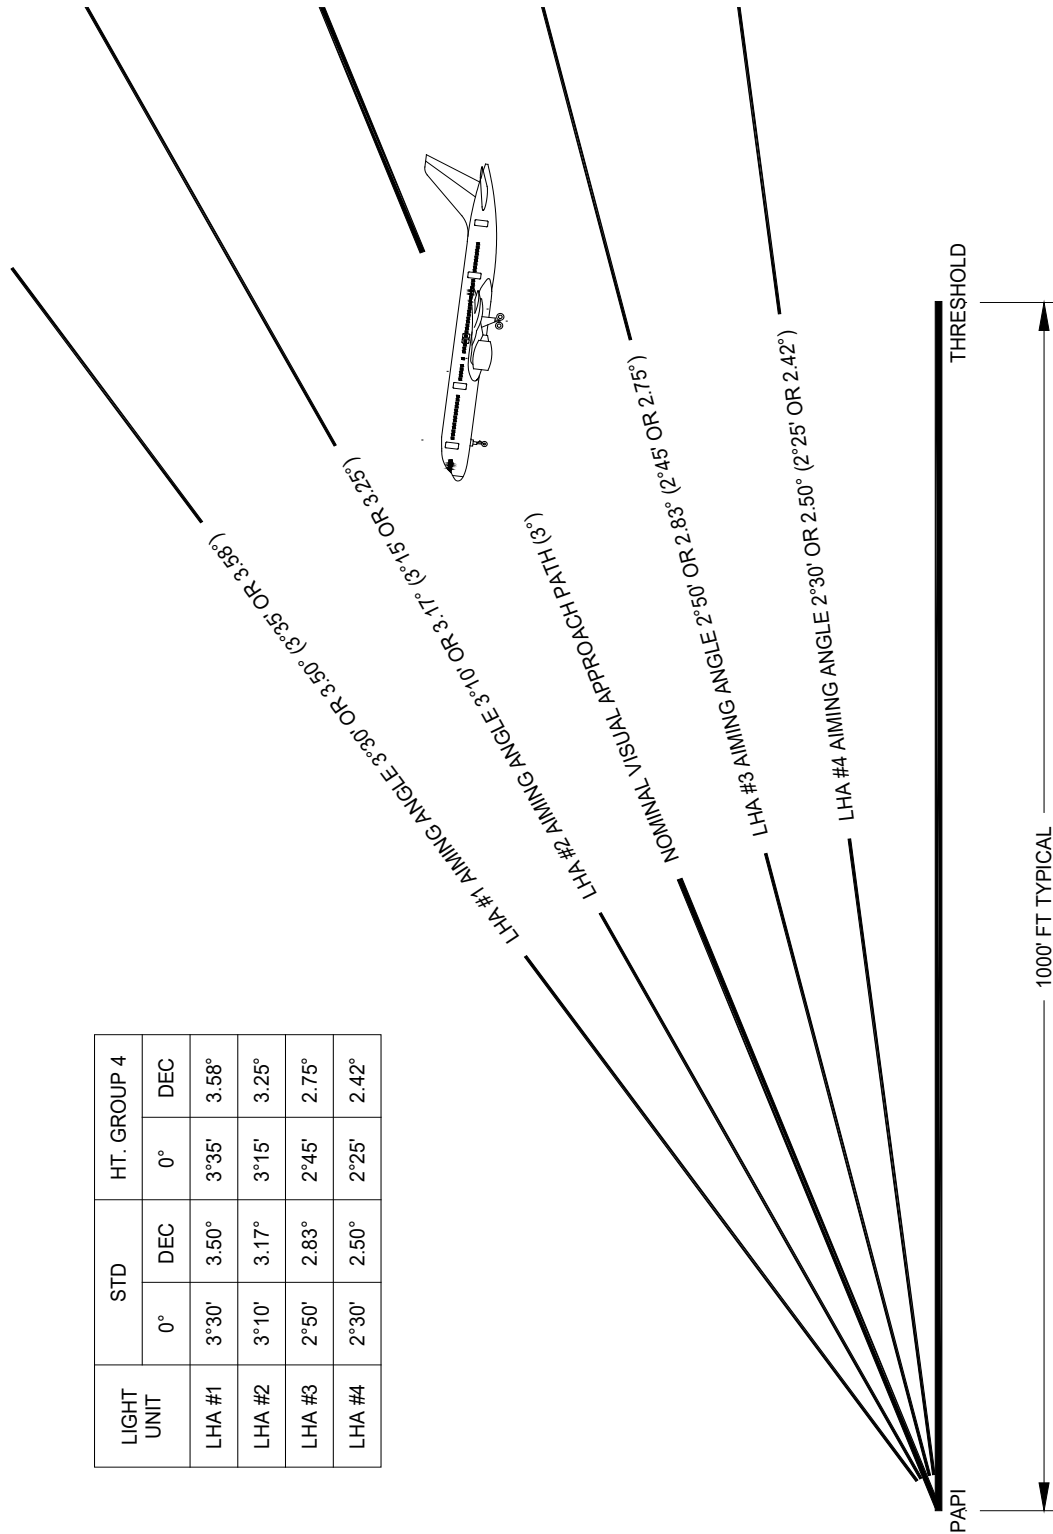 LHA #1 AIMING ANGLE 3°30' OR 3.50° (3°35' OR 3.58°)
LHA #2 AIMING ANGLE 3°10' OR 3.17° (3°15' OR 3.25°)
NOMINAL VISUAL APPROACH PATH (3°)
LHA #3 AIMING ANGLE 2°50' OR 2.83° (2°45' OR 2.75°)
LHA #4 AIMING ANGLE 2°30' OR 2.50° (2°25' OR 2.42°)
PAPI
THRESHOLD
1000' FT TYPICAL
LIGHT UNIT STD HT. GROUP 4
0° DEC 0° DEC
LHA #1 3°30' 3.50° 3°35' 3.58°
LHA #2 3°10' 3.17° 3°15' 3.25°
LHA #3 2°50' 2.83° 2°45' 2.75°
LHA #4 2°30' 2.50° 2°25' 2.42°